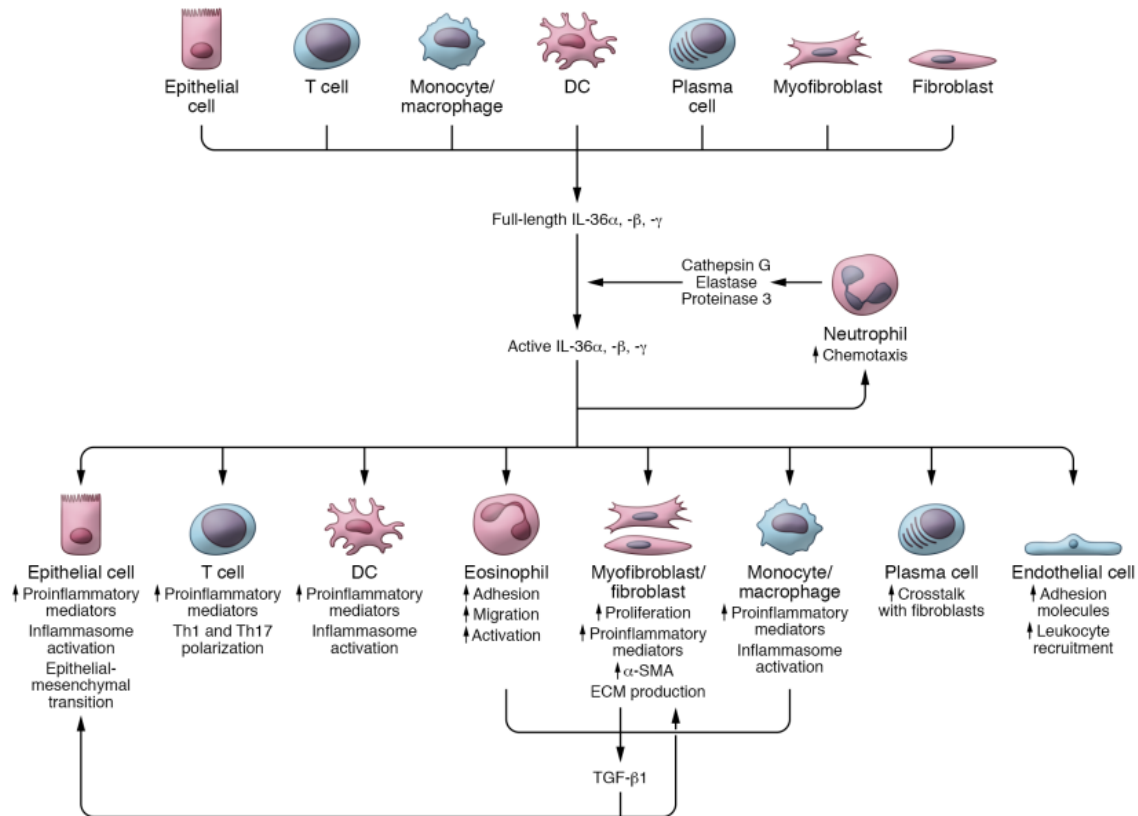 Epithelial
cell
T cell
Monocyte/
macrophage
DC
Plasma
cell
Myofibroblast
Fibroblast
Full-length IL-36α, -β, -γ
Cathepsin G
Elastase
Proteinase 3
Neutrophil
Chemotaxis
Active IL-36α, -β, -γ
Epithelial cell
Proinflammatory
mediators
Inflammasome
activation
Epithelial-
mesenchymal
transition
T cell
Proinflammatory
mediators
Th1 and Th17
polarization
DC
Proinflammatory
mediators
Inflammasome
activation
Eosinophil
Adhesion
Migration
Activation
Myofibroblast/
fibroblast
Proliferation
Proinflammatory
mediators
α-SMA
ECM production
Monocyte/
macrophage
Proinflammatory
mediators
Inflammasome
activation
Plasma cell
Crosstalk
with fibroblasts
Endothelial cell
Adhesion
molecules
Leukocyte
recruitment
TGF-β1